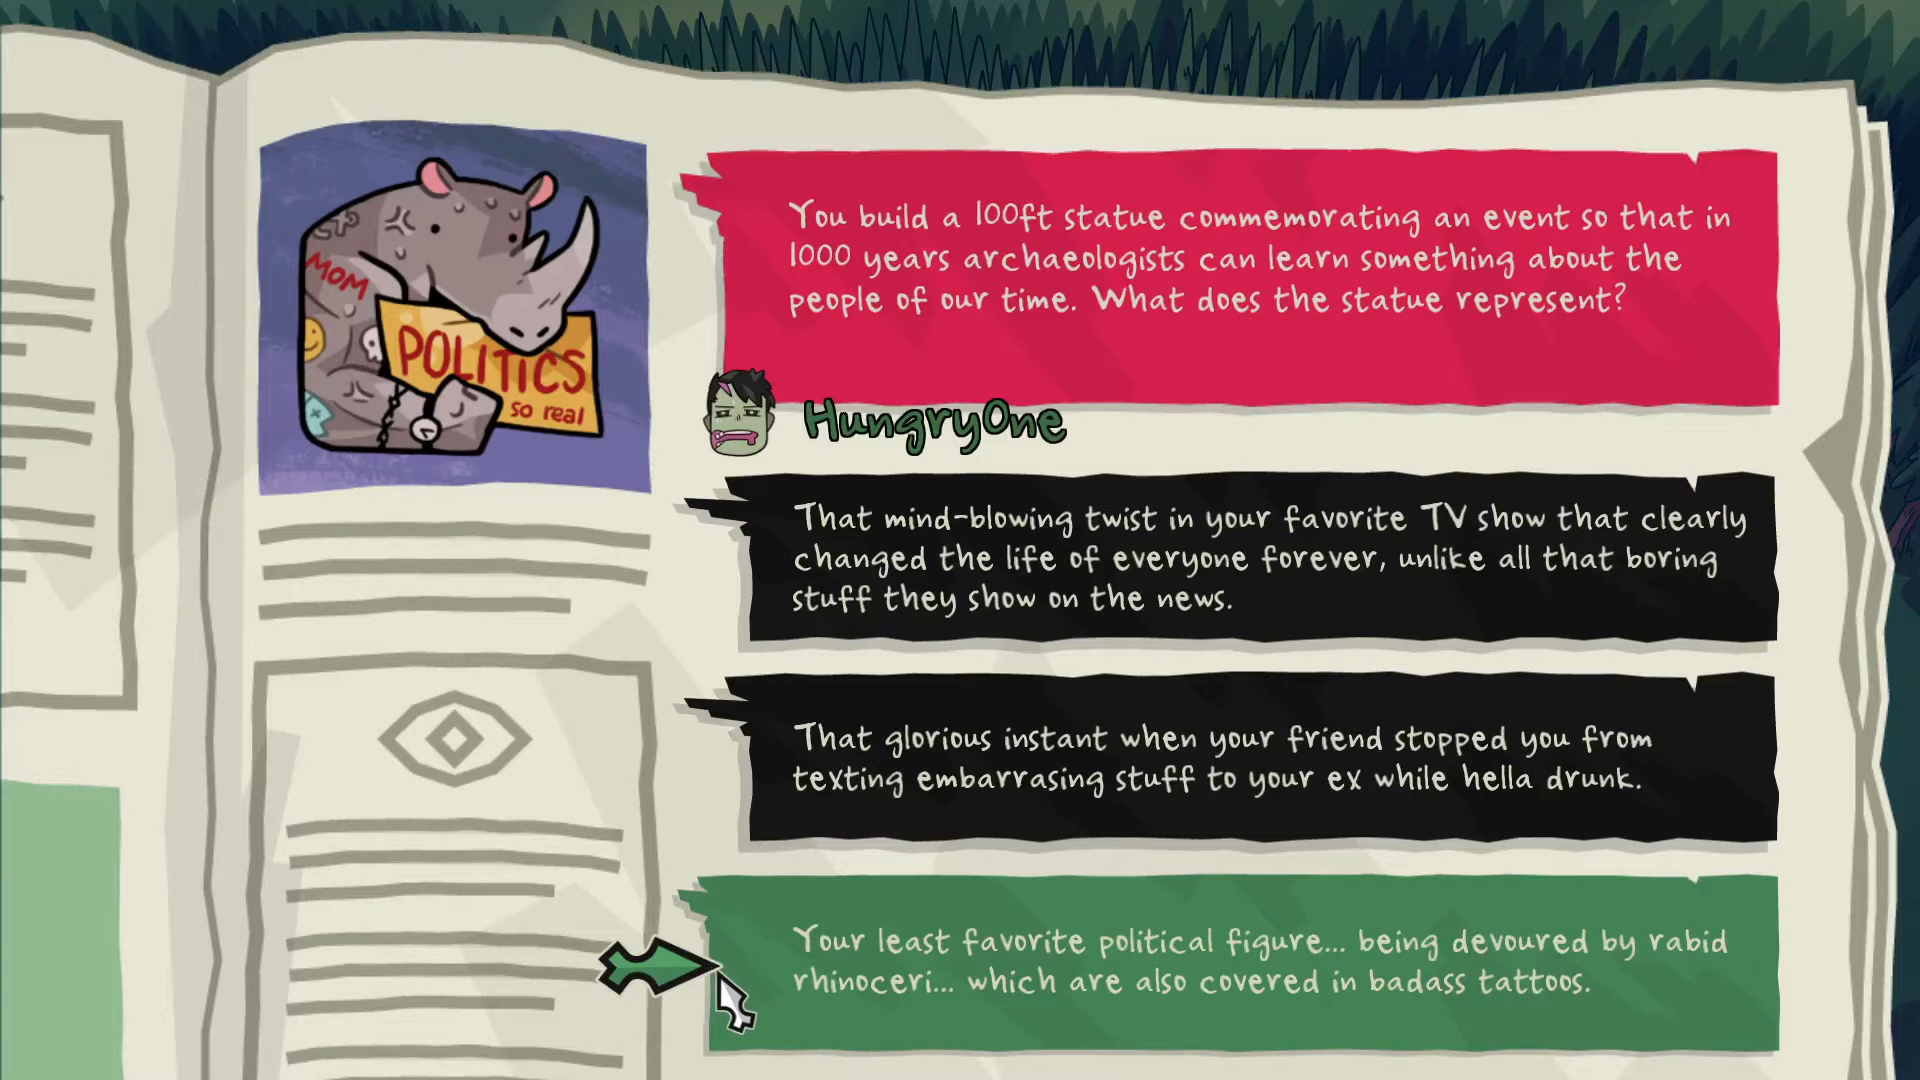 MOM
POLITICS
so real
You build a 100ft statue commemorating an event so that in
1000 years archaeologists can learn something about the
people of our time. What does the statue represent?
HungryOne
That mind-blowing twist in your favorite TV show that clearly
changed the life of everyone forever, unlike all that boring
stuff they show on the news.
That glorious instant when your friend stopped you from
texting embarrasing stuff to your ex while hella drunk.
Your least favorite political figure... being devoured by rabid
rhinoceri... which are also covered in badass tattoos.